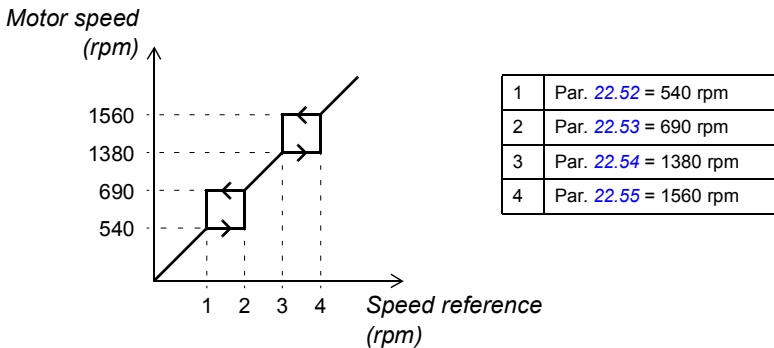 Motor speed
(rpm)
1560
1380
690
540
1 2 3 4
Speed reference
(rpm)
1 Par. 22.52 = 540 rpm
2 Par. 22.53 = 690 rpm
3 Par. 22.54 = 1380 rpm
4 Par. 22.55 = 1560 rpm